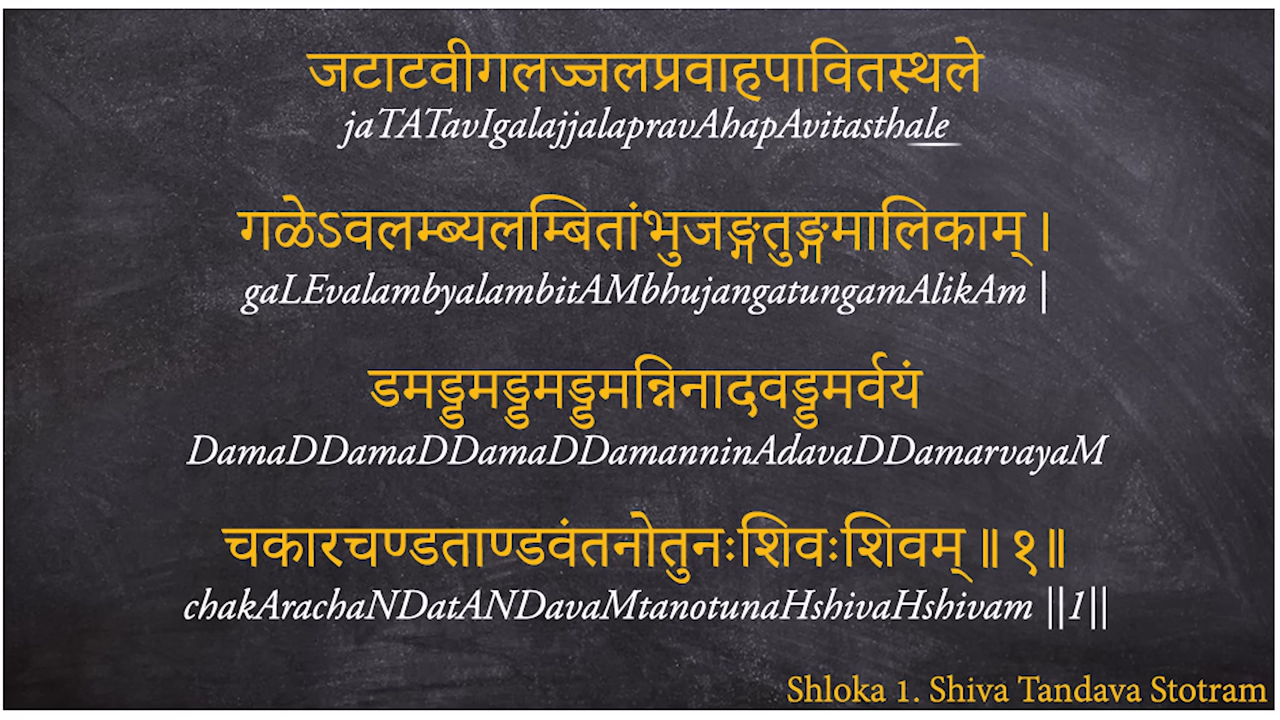 जटाटवीगलज्जलप्रवाहपावितस्थले
jaTATavIgalajjalapravAhapAvitasthale
गळेऽवलम्ब्यलम्बितांभुजङ्गतुङ्गमालिकाम् ।
gaLEvalambyalambitAMbhujangatungamAlikAm |
डमड्डमड्डमड्डमन्निनादवड्डमर्वयं
DamaDDamaDDamaDDamanninAdavaDDamarvayaM
चकारचण्डताण्डवंतनोतुनःशिवःशिवम् ॥ १॥
chakArachaNDatANDavaMtanotunaHshivaHshivam ||1||
Shloka 1. Shiva Tandava Stotram